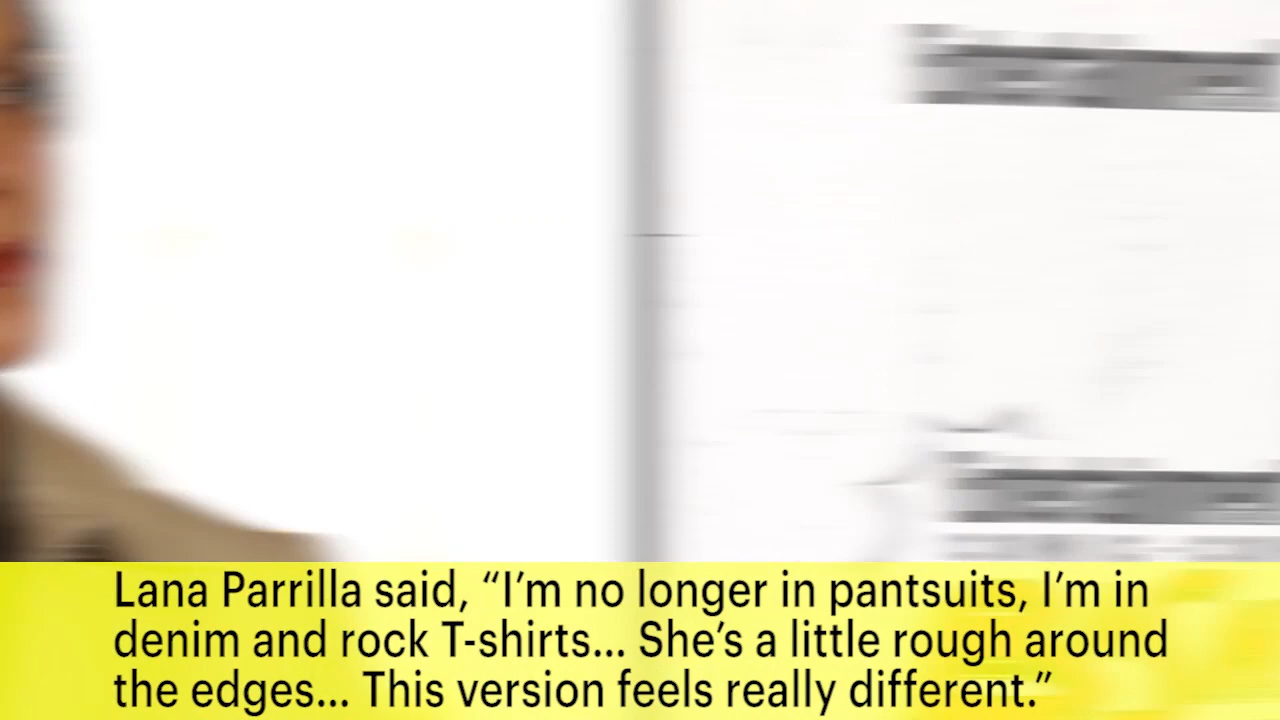 Lana Parrilla said, “I’m no longer in pantsuits, I’m in
denim and rock T-shirts... She’s a little rough around
the edges... This version feels really different.”